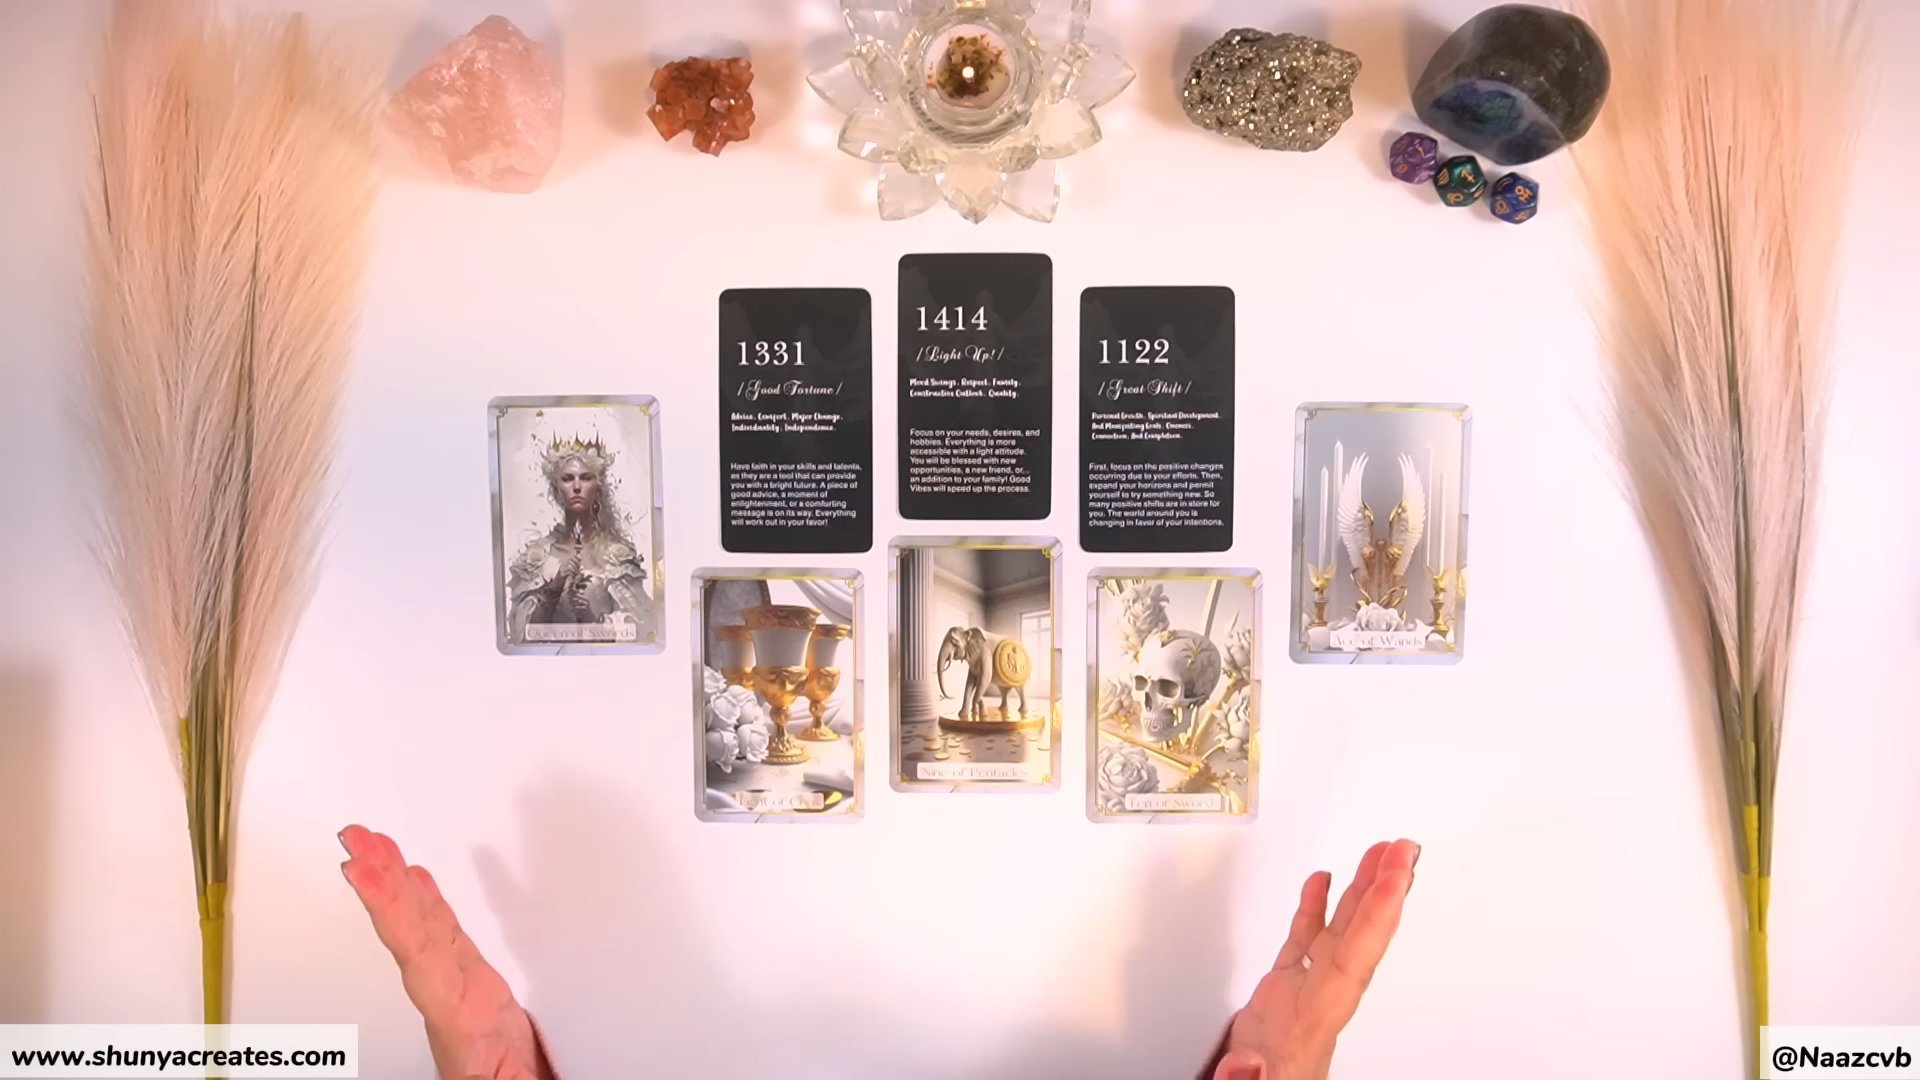 1331
/Good Fortune/
Advice, Comfort, Major Change,
Individuality, Independence.
Have faith in your skills and talents,
as they are a tool that can provide
you with a bright future. A piece of
good advice, a moment of
enlightenment, or a comforting
message is on its way. Everything
will work out in your favor!
1414
/Light Up!/
Mood Swings, Respect, Family,
Constructive Outlook, Quality.
Focus on your needs, desires, and
hobbies. Everything is more
accessible with a light attitude.
You will be blessed with new
opportunities, a new friend, or...
an addition to your family! Good
Vibes will speed up the process.
1122
/Great Shift/
Personal Growth, Spiritual Development,
And Manifesting Goals, Oneness,
Connection, And Completion.
First, focus on the positive changes
occurring due to your efforts. Then,
expand your horizons and permit
yourself to try something new. So
many positive shifts are in store for
you. The world around you is
changing in favor of your intentions.
Queen of Swords
of
Nine of Pentacles
Ten of Swords
Ace of Wands
www.shunyacreates.com
@Naazcvb